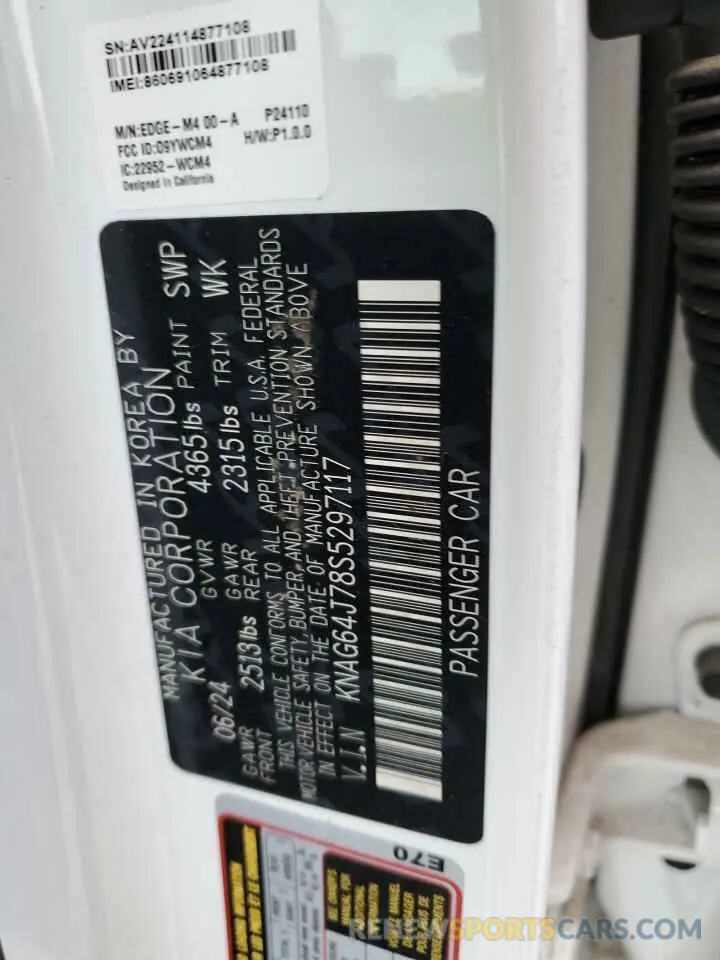 SN:AV224114877108
IMEI:860691064877108
M/N:EDGE-M4 00-A P24110
FCC ID:O9YWCM4 H/W:P1.0.0
IC:22952-WCM4
Designed in California
MANUFACTURED IN KOREA BY
KIA CORPORATION
06/24 GVWR 4365lbs PAINT SWP
GAWR FRONT 2513lbs GAWR REAR 2315lbs TRIM WK
THIS VEHICLE CONFORMS TO ALL APPLICABLE U.S.A. FEDERAL
MOTOR VEHICLE SAFETY, BUMPER, AND THEFT PREVENTION STANDARDS
IN EFFECT ON THE DATE OF MANUFACTURE SHOWN ABOVE
V.I.N KNAG64J78S5297117
PASSENGER CAR
E70
RENEWSPORTSCARS.COM